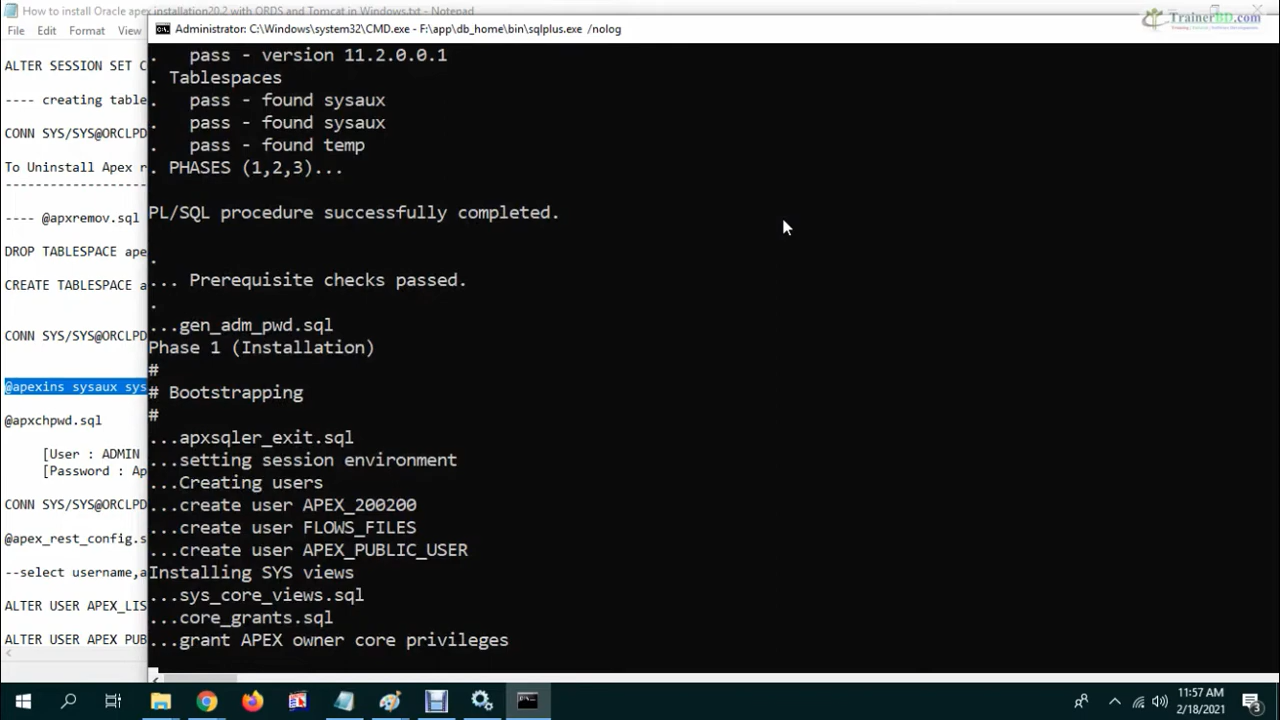 How to install Oracle apex installation20.2 with ORDS and Tomcat in Windows.txt - Notepad
File Edit Format View
Administrator: C:\Windows\system32\CMD.exe - F:\app\db_home\bin\sqlplus.exe /nolog
TrainerBD.com
ALTER SESSION SET C
---- creating table
CONN SYS/SYS@ORCLPD
To Uninstall Apex r
---- @apxremov.sql
DROP TABLESPACE ape
CREATE TABLESPACE a
CONN SYS/SYS@ORCLPD
@apexins sysaux sys
@apxchpwd.sql
[User : ADMIN
[Password : Ap
CONN SYS/SYS@ORCLPD
@apex_rest_config.s
--select username,a
ALTER USER APEX_LIS
ALTER USER APEX PUB
. pass - version 11.2.0.0.1
. Tablespaces
. pass - found sysaux
. pass - found sysaux
. pass - found temp
. PHASES (1,2,3)...
PL/SQL procedure successfully completed.
.
... Prerequisite checks passed.
.
...gen_adm_pwd.sql
Phase 1 (Installation)
#
# Bootstrapping
#
...apxsqler_exit.sql
...setting session environment
...Creating users
...create user APEX_200200
...create user FLOWS_FILES
...create user APEX_PUBLIC_USER
Installing SYS views
...sys_core_views.sql
...core_grants.sql
...grant APEX owner core privileges
11:57 AM
2/18/2021
3